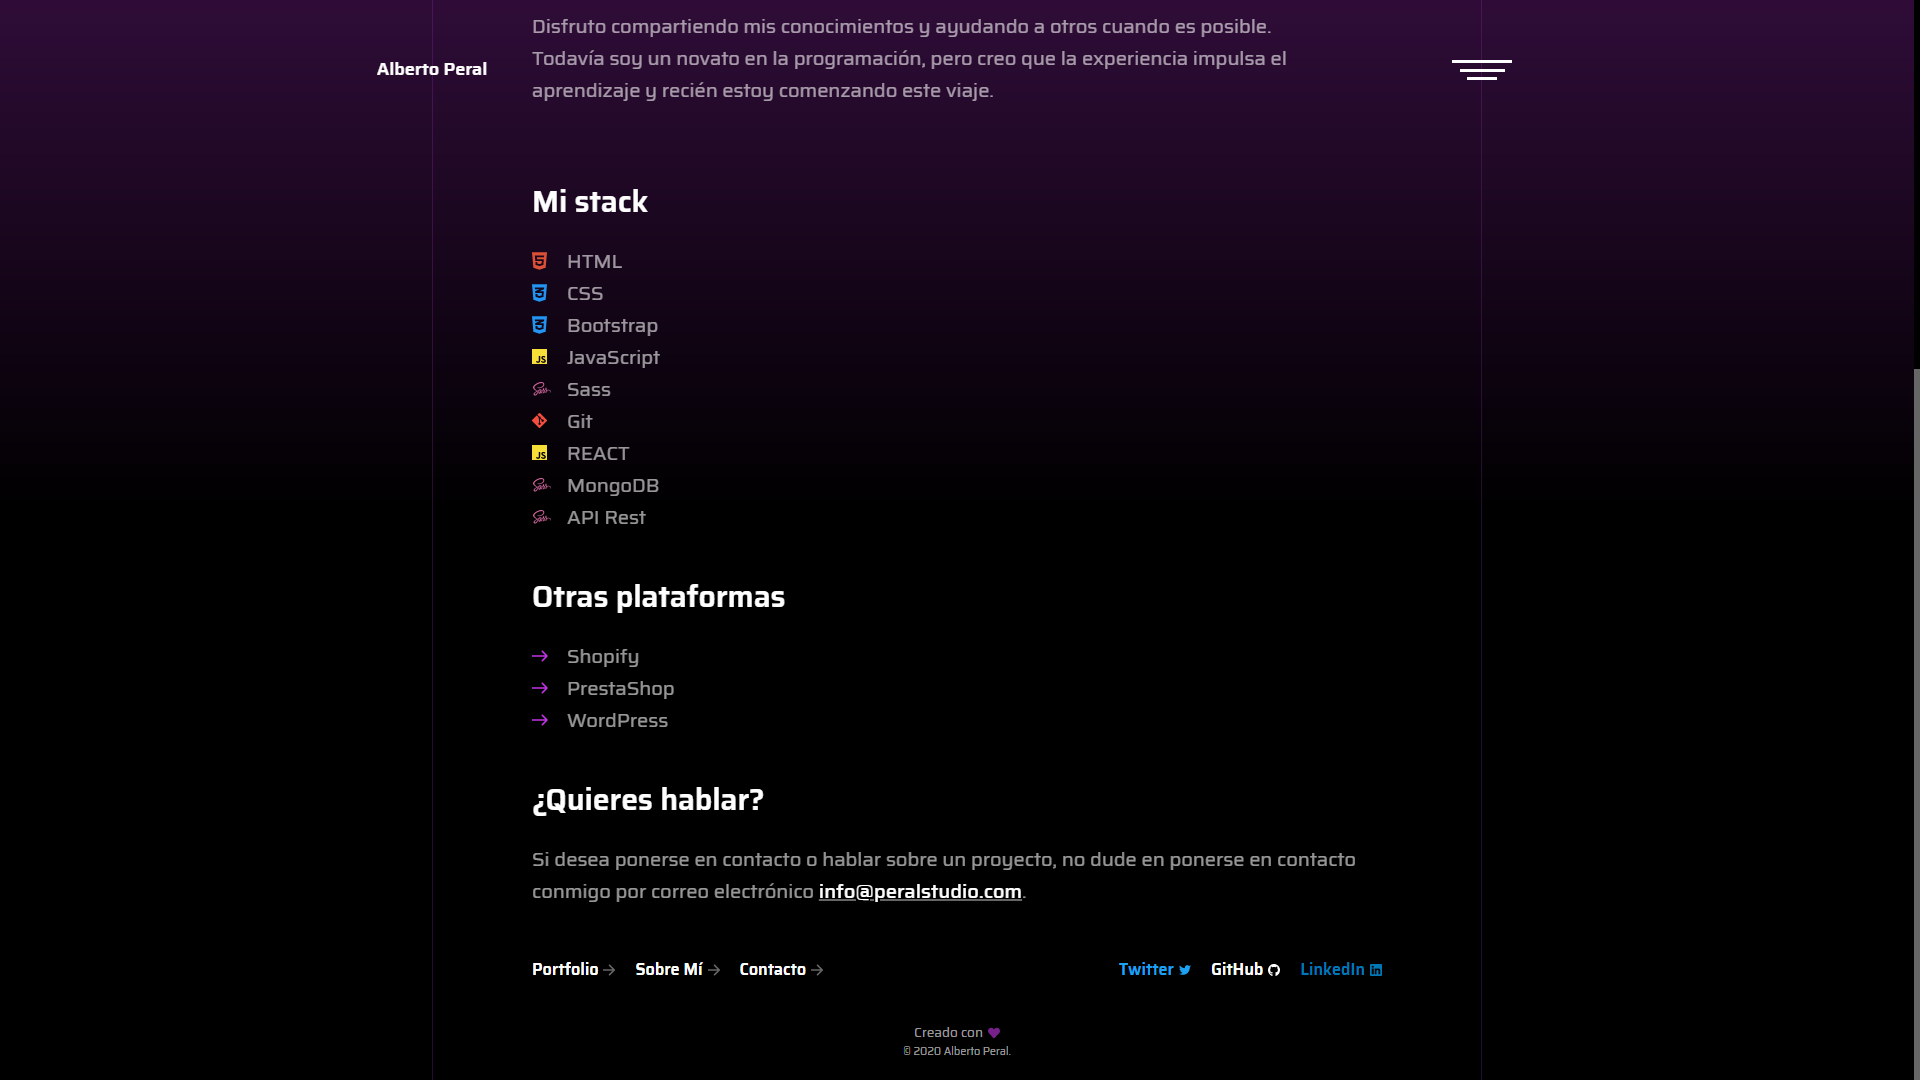 Disfruto compartiendo mis conocimientos y ayudando a otros cuando es posible.
Todavía soy un novato en la programación, pero creo que la experiencia impulsa el
aprendizaje y recién estoy comenzando este viaje.
Alberto Peral
Mi stack
HTML
CSS
Bootstrap
JavaScript
Sass
Git
REACT
MongoDB
API Rest
Otras plataformas
Shopify
PrestaShop
WordPress
¿Quieres hablar?
Si desea ponerse en contacto o hablar sobre un proyecto, no dude en ponerse en contacto
conmigo por correo electrónico info@peralstudio.com.
Portfolio Sobre Mí Contacto Twitter GitHub LinkedIn
Creado con
© 2020 Alberto Peral.